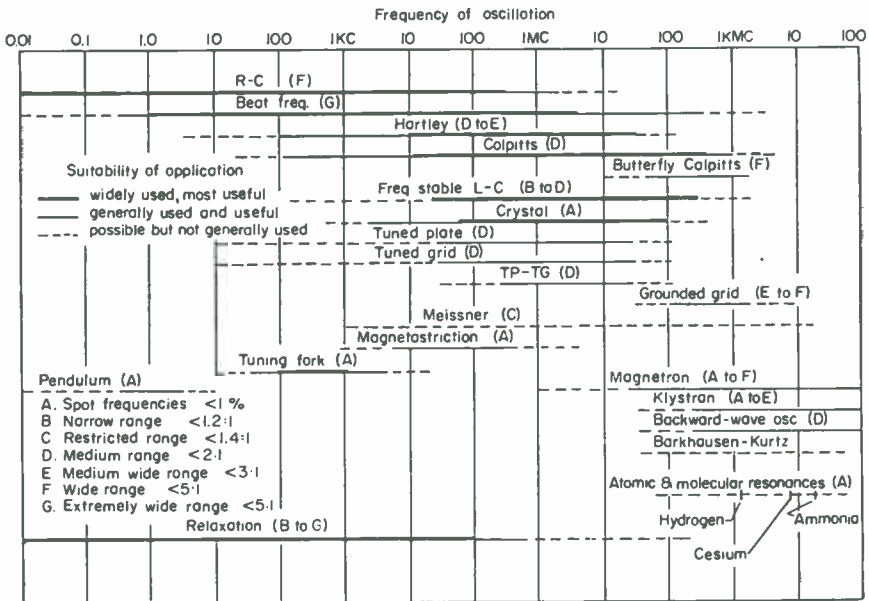 Frequency of oscillation
0.01 0.1 1.0 10 100 1KC 10 100 1MC 10 100 1KMC 10 100
R-C (F)
Beat freq. (G)
Hartley (D to E)
Colpitts (D)
Suitability of application
widely used, most useful
generally used and useful
possible but not generally used
Butterfly Calpitts (F)
Freq stable L-C (B to D)
Crystal (A)
Tuned plate (D)
Tuned grid (D)
TP-TG (D)
Grounded grid (E to F)
Meissner (C)
Magnetastriction (A)
Tuning fork (A)
Pendulum (A)
Magnetron (A to F)
A. Spot frequencies <1 %
B Narrow range <1.2:1
C Restricted range <1.4:1
D. Medium range <2:1
E Medium wide range <3:1
F Wide range <5:1
G. Extremely wide range <5:1
Klystran (A to E)
Backward-wave osc (D)
Barkhausen-Kurtz
Atomic & molecular resonances (A)
Hydrogen
Ammonia
Cesium
Relaxation (B to G)